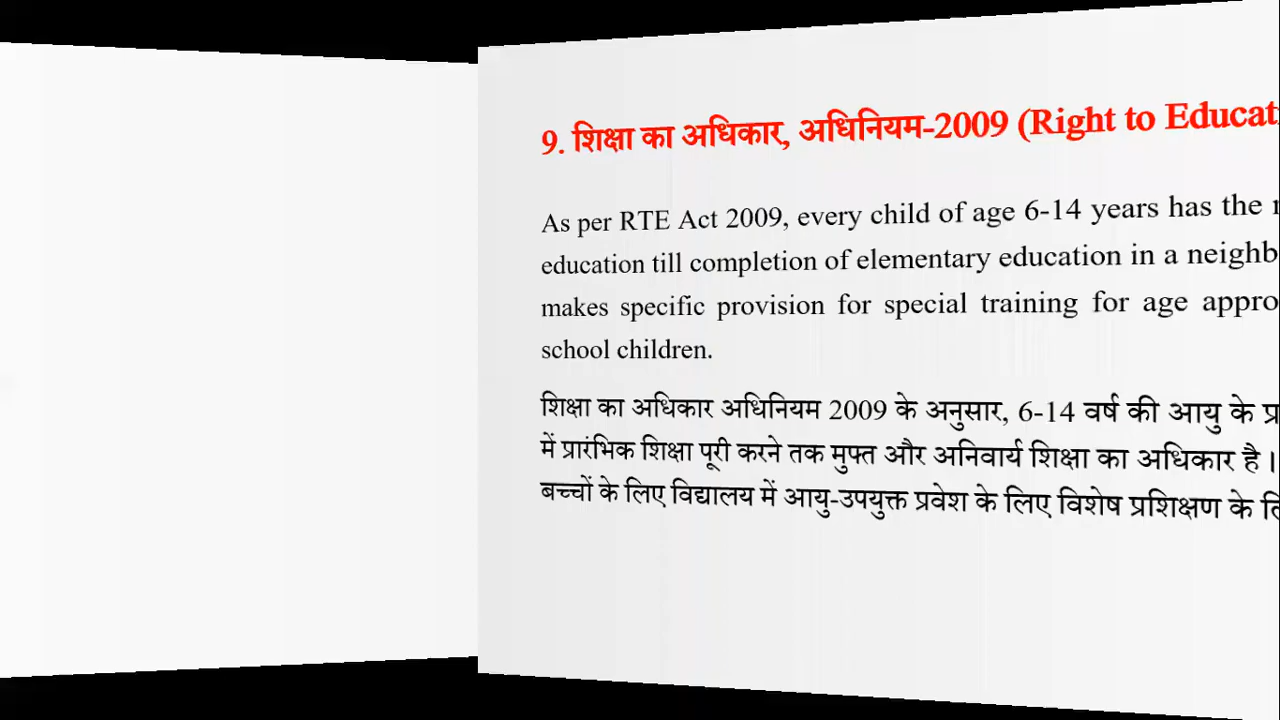 9. शिक्षा का अधिकार, अधिनियम-2009 (Right to
As per RTE Act 2009, every child of age 6-14 years has the
education till completion of elementary education in a
makes specific provision for special training for age
school children.
शिक्षा का अधिकार अधिनियम 2009 के अनुसार, 6-14 वर्ष की आयु के
में प्रारंभिक शिक्षा पूरी करने तक मुफ्त और अनिवार्य शिक्षा का अधिकार है।
बच्चों के लिए विद्यालय में आयु-उपयुक्त प्रवेश के लिए विशेष प्रशिक्षण के